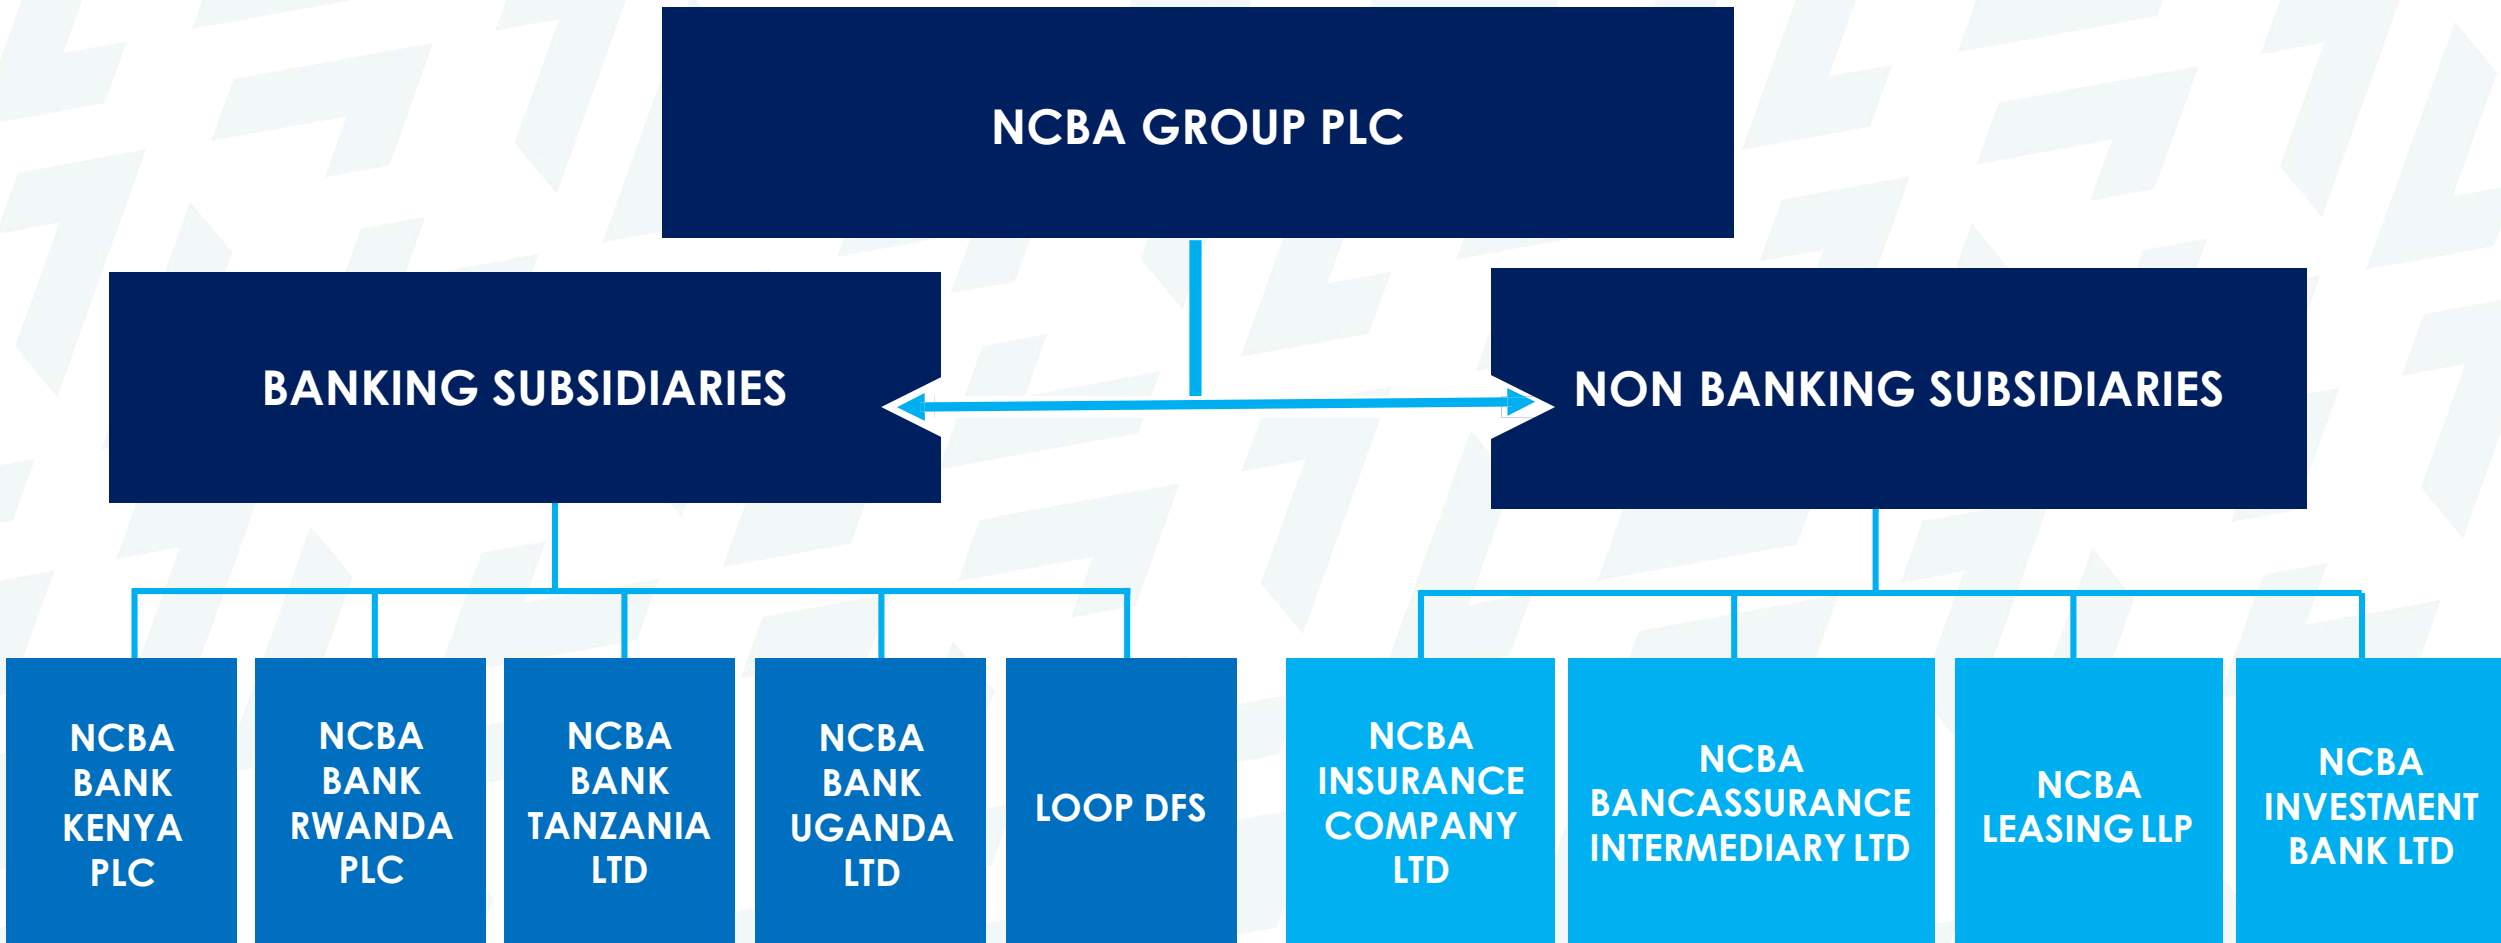 NCBA GROUP PLC
BANKING SUBSIDIARIES
NON BANKING SUBSIDIARIES
NCBA
BANK
KENYA
PLC
NCBA
BANK
RWANDA
PLC
NCBA
BANK
TANZANIA
LTD
NCBA
BANK
UGANDA
LTD
LOOP DFS
NCBA
INSURANCE
COMPANY
LTD
NCBA
BANCASSURANCE
INTERMEDIARY LTD
NCBA
LEASING LLP
NCBA
INVESTMENT
BANK LTD